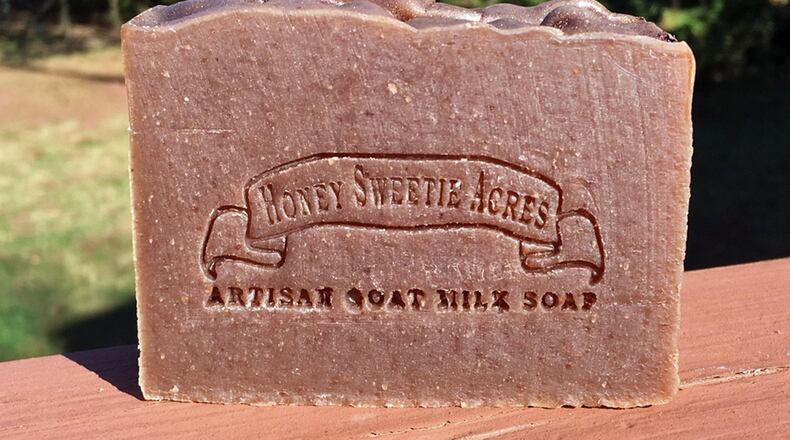 HONEY SWEETIE ACRES
ARTISAN GOAT MILK SOAP